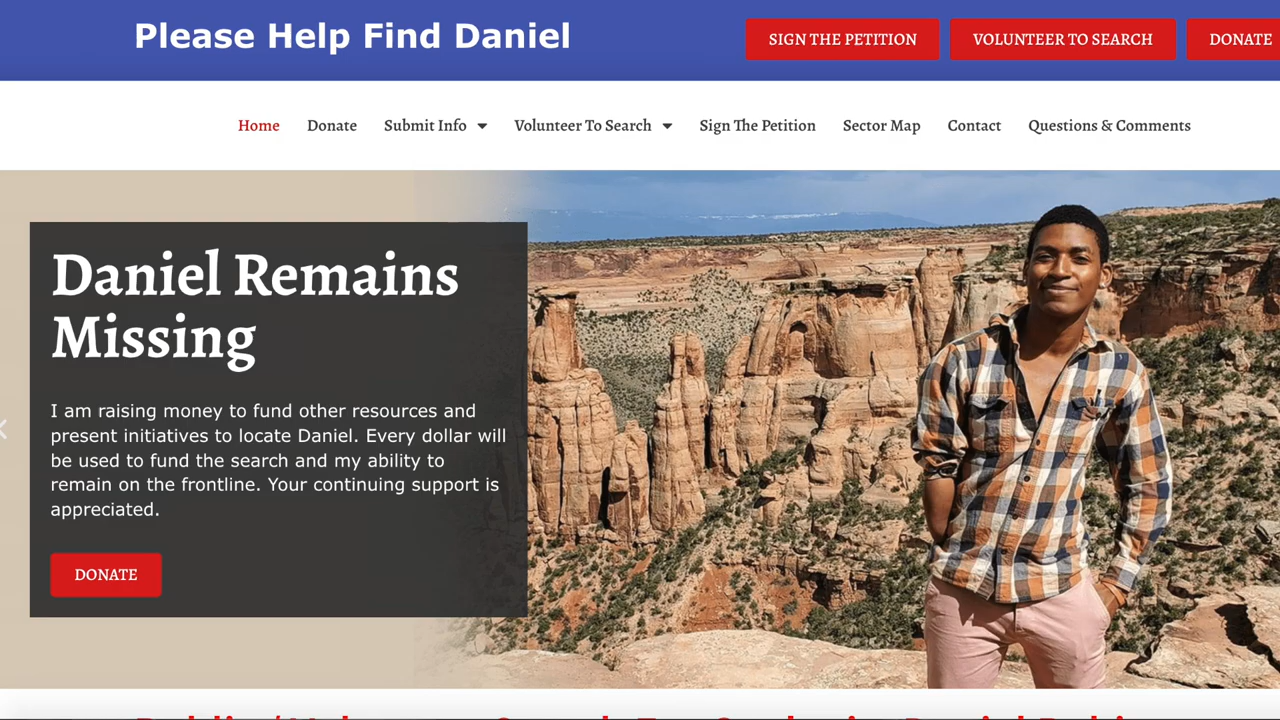 Please Help Find Daniel
SIGN THE PETITION
VOLUNTEER TO SEARCH
DONATE
Home
Donate
Submit Info
Volunteer To Search
Sign The Petition
Sector Map
Contact
Questions & Comments
Daniel Remains
Missing
I am raising money to fund other resources and
present initiatives to locate Daniel. Every dollar will
be used to fund the search and my ability to
remain on the frontline. Your continuing support is
appreciated.
DONATE